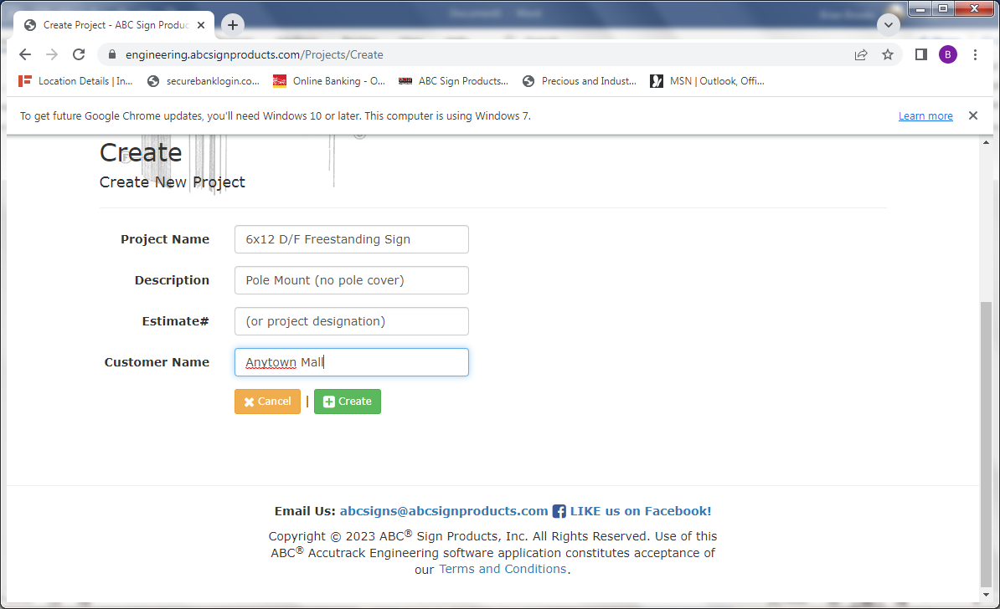 Create Project - ABC Sign Produc
engineering.abcsignproducts.com/Projects/Create
B
Location Details | In...
securebanklogin.co...
Online Banking - O...
ABC Sign Products...
Precious and Indust...
MSN | Outlook, Offi...
To get future Google Chrome updates, you'll need Windows 10 or later. This computer is using Windows 7.
Learn more
Create
Create New Project
Project Name 6x12 D/F Freestanding Sign
Description Pole Mount (no pole cover)
Estimate# (or project designation)
Customer Name Anytown Mall
Cancel | Create
Email Us: abcsigns@abcsignproducts.com LIKE us on Facebook!
Copyright © 2023 ABC® Sign Products, Inc. All Rights Reserved. Use of this
ABC® Accutrack Engineering software application constitutes acceptance of
our Terms and Conditions.